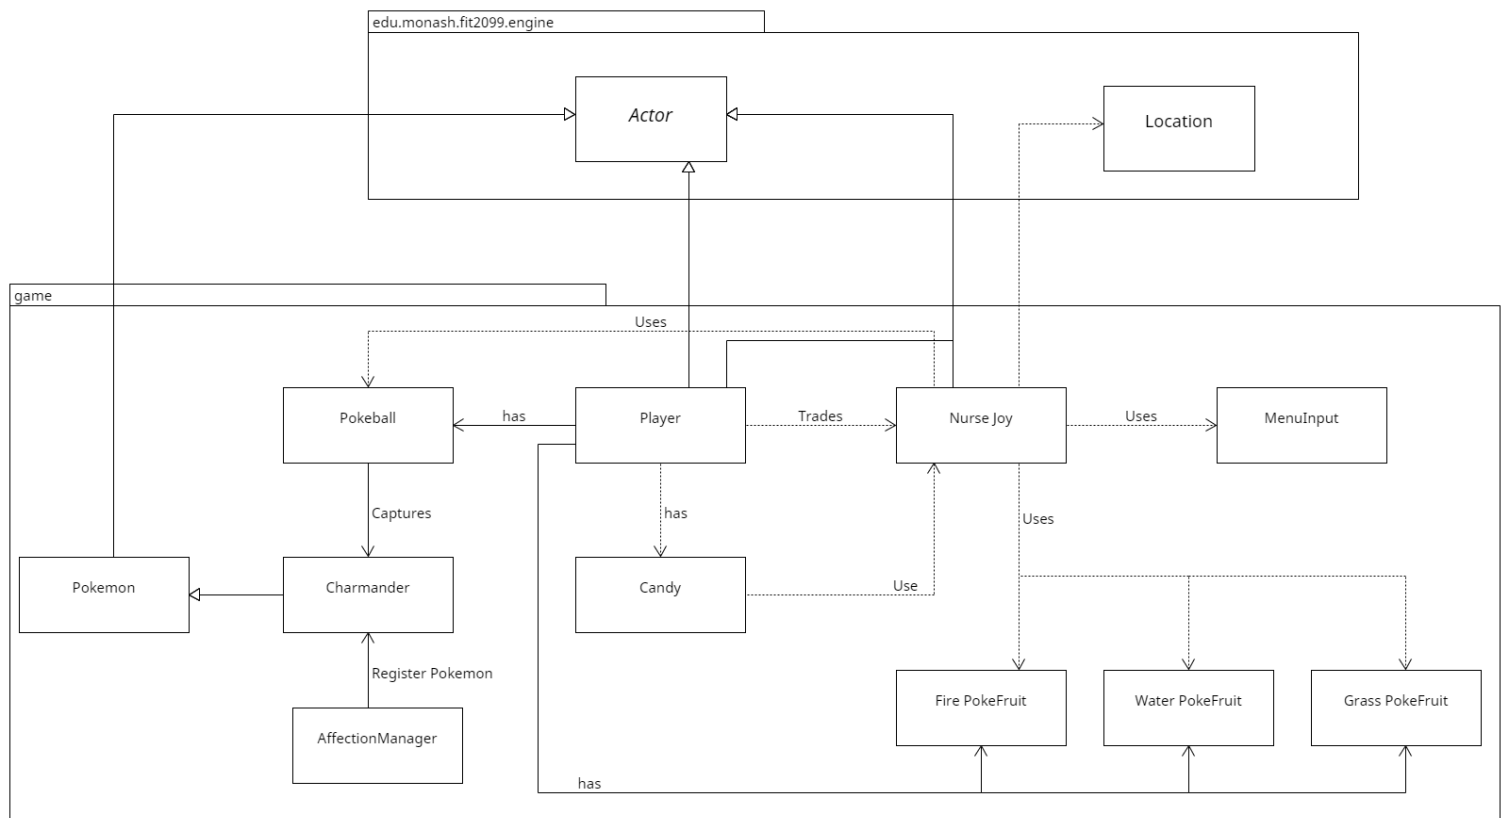 edu.monash.fit2099.engine
Actor
Location
game
Uses
Pokeball
has
Player
Trades
Nurse Joy
Uses
MenuInput
Captures
has
Uses
Pokemon
Charmander
Candy
Use
Register Pokemon
Fire PokeFruit
Water PokeFruit
Grass PokeFruit
AffectionManager
has